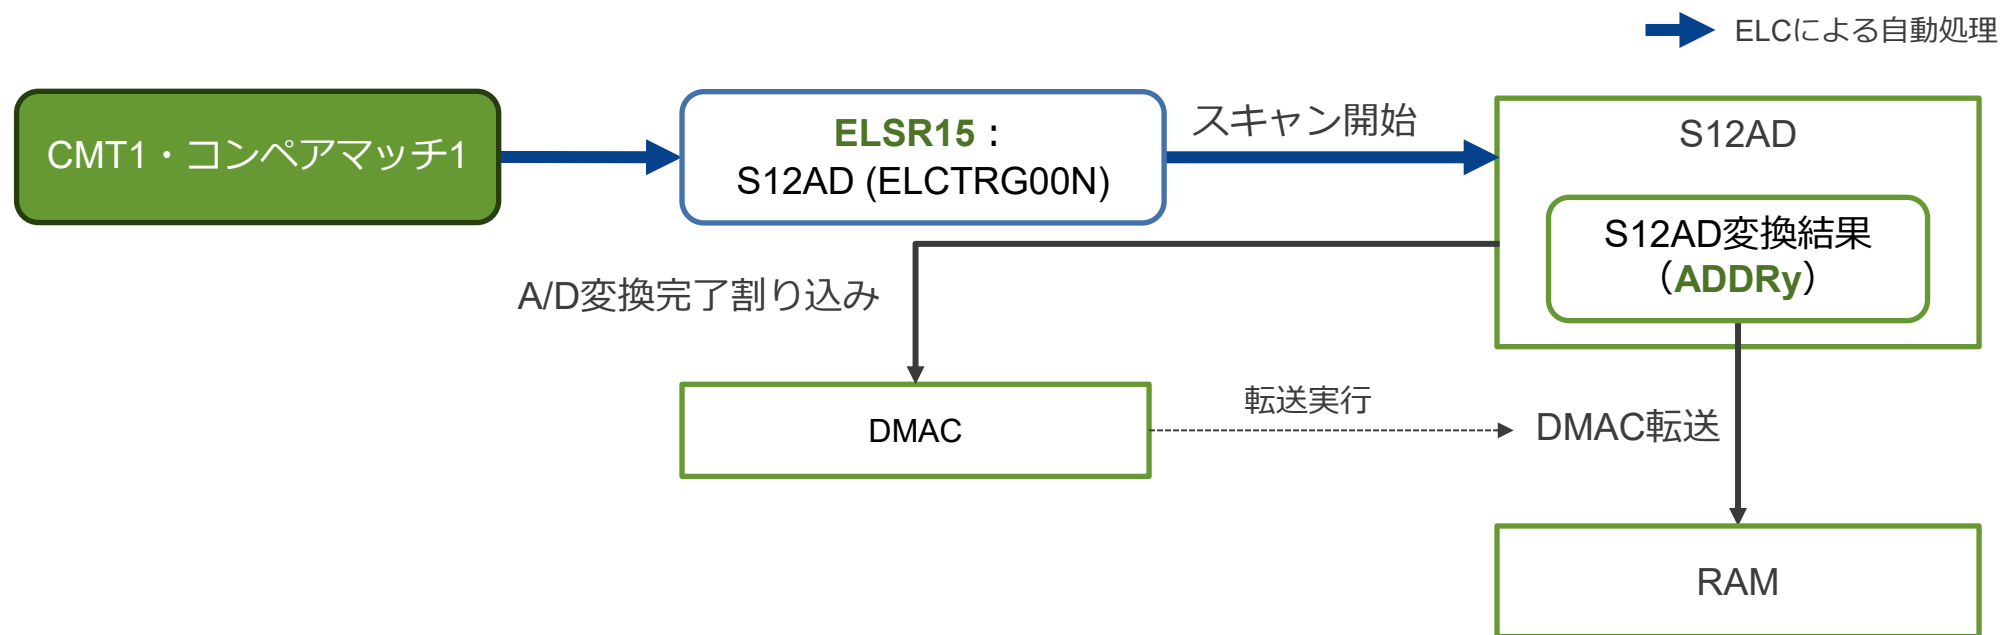 ELCによる自動処理
CMT1・コンペアマッチ1
ELSR15：
S12AD (ELCTRG00N)
スキャン開始
S12AD
S12AD変換結果
（ADDRy）
A/D変換完了割り込み
DMAC
転送実行
DMAC転送
RAM